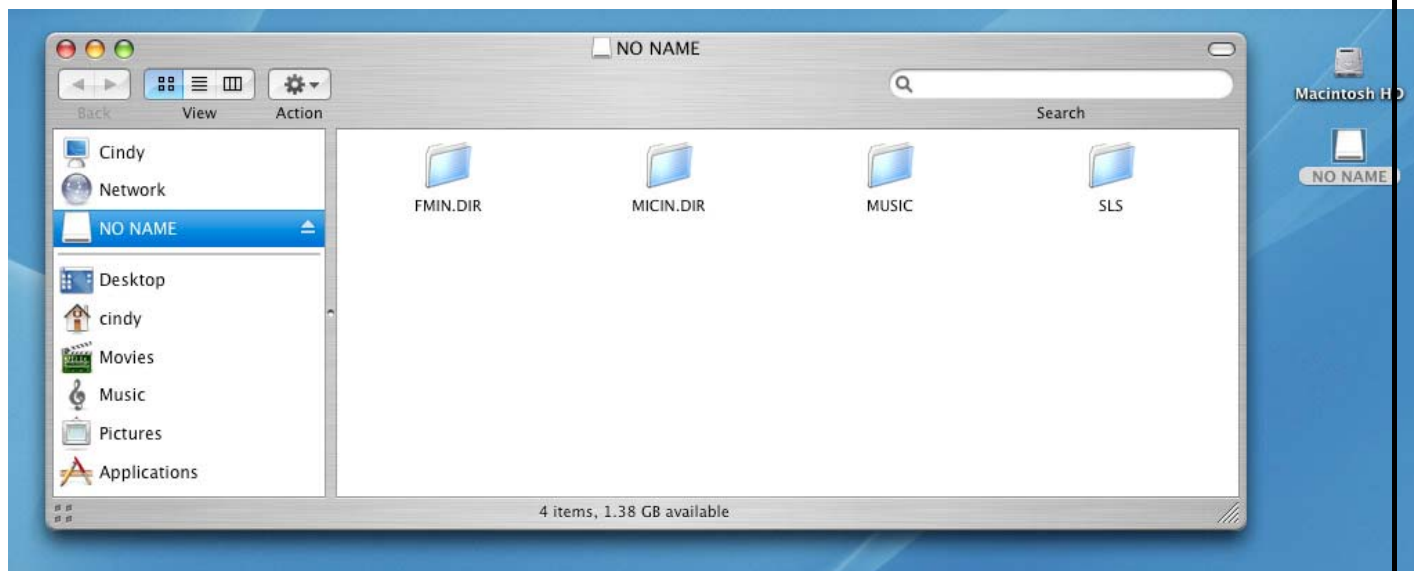 NO NAME
Back
View
Action
Search
Cindy
Network
NO NAME
Desktop
cindy
Movies
Music
Pictures
Applications
FMIN.DIR
MICIN.DIR
MUSIC
SLS
4 items, 1.38 GB available
Macintosh HD
NO NAME